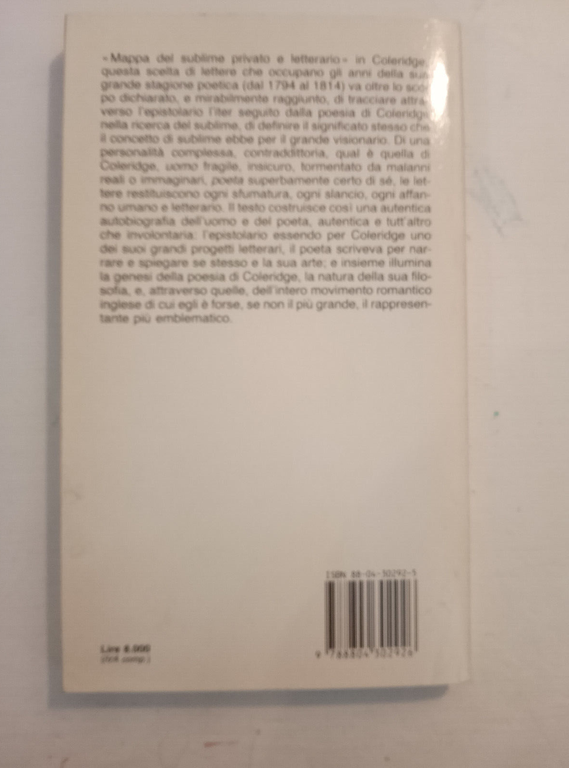 «Mappa del sublime privato e letterario» in Coleridge,
questa scelta di lettere che occupano gli anni della sua
grande stagione poetica (dal 1794 al 1814) va oltre lo sco-
po dichiarato, e mirabilmente raggiunto, di tracciare attra-
verso l'epistolario l'iter seguito dalla poesia di Coleridge
nella ricerca del sublime, di definire il significato stesso che
il concetto di sublime ebbe per il grande visionario. Di una
personalità complessa, contraddittoria, qual è quella di
Coleridge, uomo fragile, insicuro, tormentato da malanni
reali o immaginari, poeta superbamente certo di sé, le let-
tere restituiscono ogni sfumatura, ogni slancio, ogni affan-
no umano e letterario. Il testo costruisce così una autentica
autobiografia dell'uomo e del poeta, autentica e tutt'altro
che involontaria: l'epistolario essendo per Coleridge uno
dei suoi grandi progetti letterari, il poeta scriveva per nar-
rare e spiegare se stesso e la sua arte; e insieme illumina
la genesi della poesia di Coleridge, la natura della sua filo-
sofia, e, attraverso quelle, dell'intero movimento romantico
inglese di cui egli è forse, se non il più grande, il rappresen-
tante più emblematico.
ISBN 88-04-30292-5
Lire 8.000
(IVA comp.)
9 788804 302926